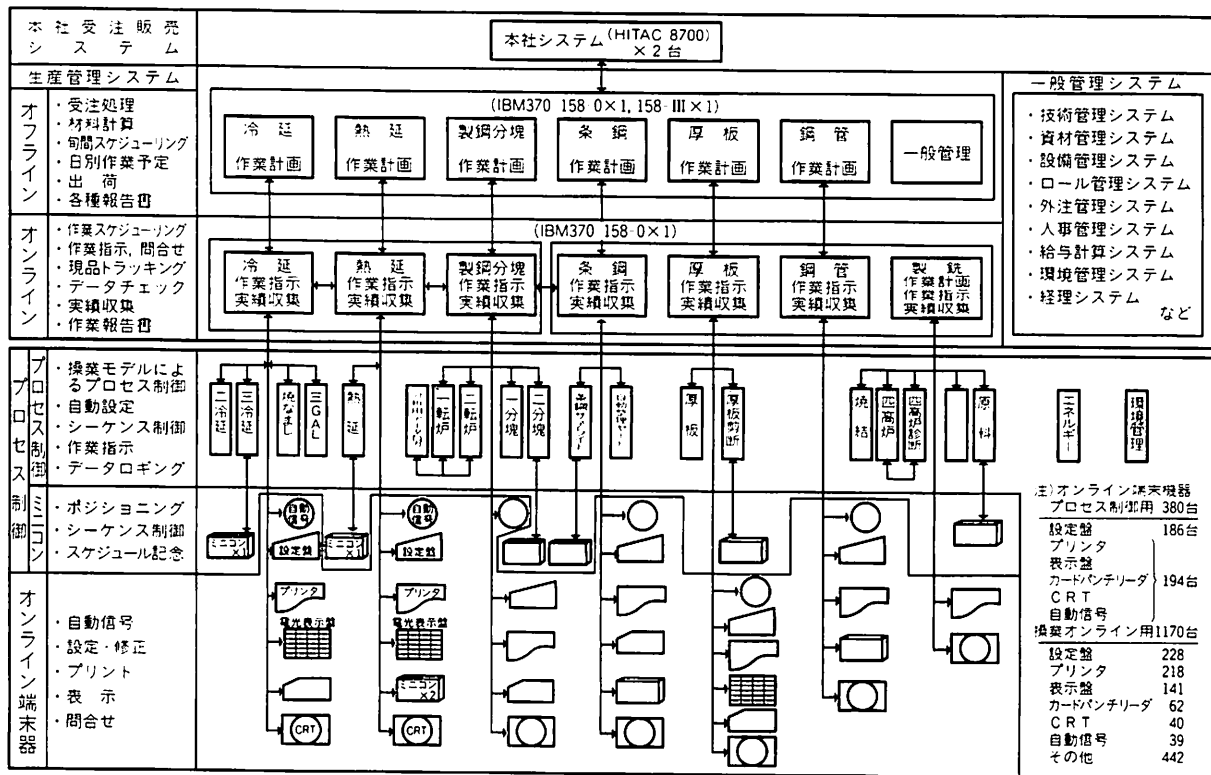 本社受注販売
システム
本社システム (HITAC 8700)
×2台
生産管理システム
オフライン
・受注処理
・材料計算
・旬間スケジューリング
・日別作業予定
・出荷
・各種報告書
(IBM370 158-0×1, 158-III×1)
冷延
作業計画
熱延
作業計画
製鋼分塊
作業計画
条鋼
作業計画
厚板
作業計画
鋼管
作業計画
一般管理
一般管理システム
・技術管理システム
・資材管理システム
・設備管理システム
・ロール管理システム
・外注管理システム
・人事管理システム
・給与計算システム
・環境管理システム
・経理システム
など
オンライン
・作業スケジューリング
・作業指示, 問合せ
・現品トラッキング
・データチェック
・実績収集
・作業報告書
(IBM370 158-0×1)
冷延
作業指示
実績収集
熱延
作業指示
実績収集
製鋼分塊
作業指示
実績収集
条鋼
作業指示
実績収集
厚板
作業指示
実績収集
鋼管
作業指示
実績収集
製銑
作業計画
作業指示
実績収集
プロセス制御
プロセス制御
・操業モデルによ
るプロセス制御
・自動設定
・シーケンス制御
・作業指示
・データロギング
二冷延
三冷延
焼なまし
三GAL
熱延
一転炉
二転炉
一分塊
二分塊
厚板
厚板剪断
焼結
四高炉
四高炉診断
原料
エネルギー
環境管理
ミニコン
・ポジショニング
・シーケンス制御
・スケジュール記念
ミニコン
×1
自動
信号
設定盤
ミニコン
×1
自動
信号
設定盤
オンライン端末器
・自動信号
・設定・修正
・プリント
・表示
・問合せ
プリンタ
電光表示盤
CRT
プリンタ
電光表示盤
ミニコン
×2
CRT
注)オンライン端末機器
プロセス制御用 380台
設定盤 186台
プリンタ
表示盤
カードパンチリーダ 194台
CRT
自動信号
操業オンライン用1170台
設定盤 228
プリンタ 218
表示盤 141
カードパンチリーダ 62
CRT 40
自動信号 39
その他 442